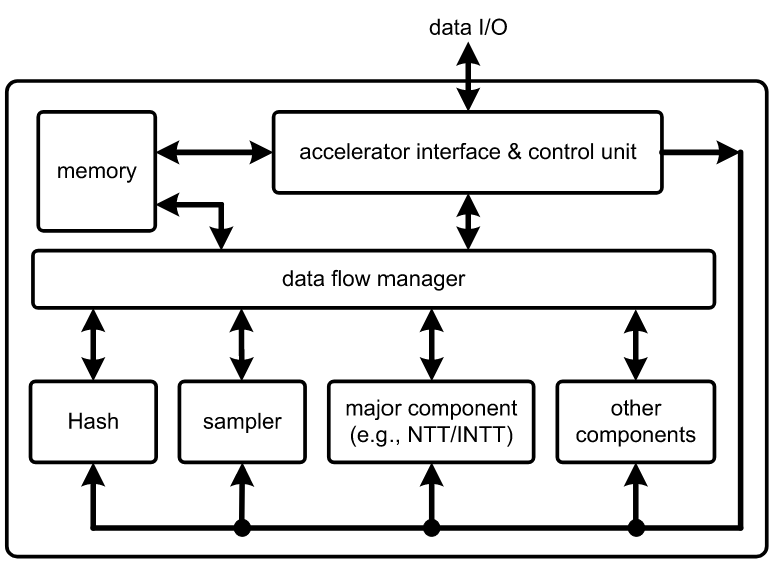 data I/O
memory
accelerator interface & control unit
data flow manager
Hash
sampler
major component
(e.g., NTT/INTT)
other
components